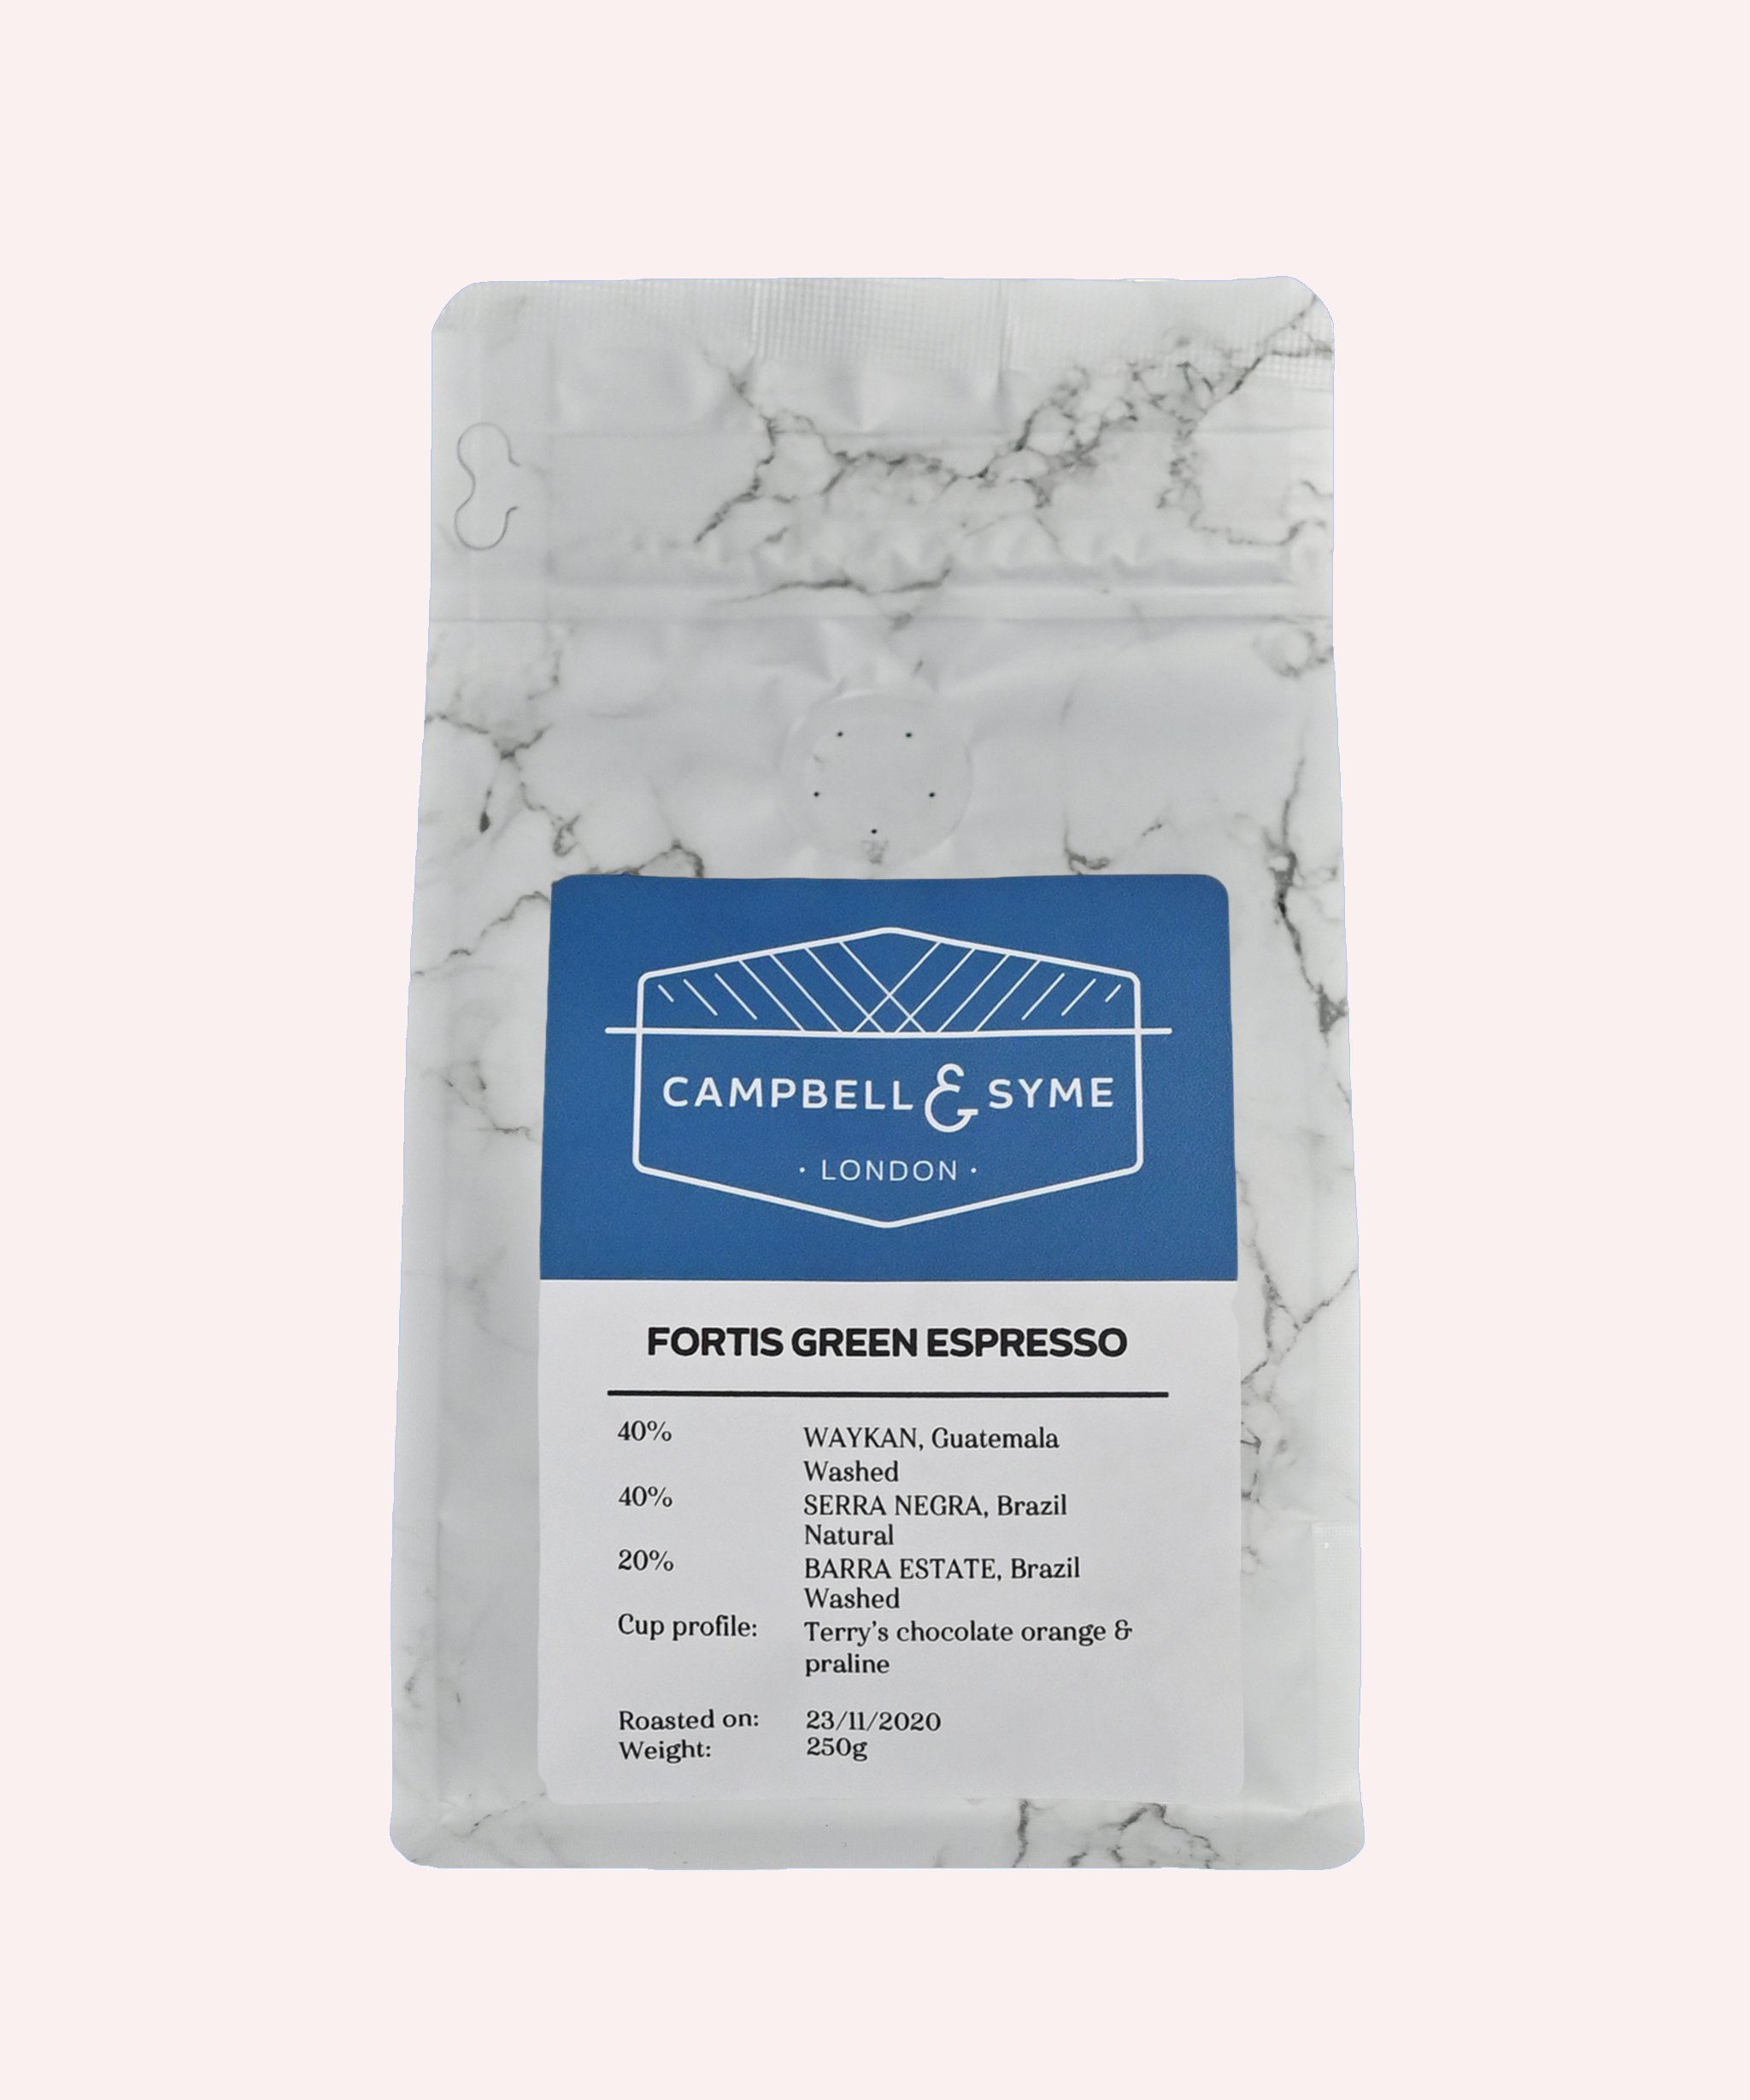 CAMPBELL & SYME
· LONDON ·
FORTIS GREEN ESPRESSO
40% WAYKAN, Guatemala
Washed
40% SERRA NEGRA, Brazil
Natural
20% BARRA ESTATE, Brazil
Washed
Cup profile: Terry's chocolate orange &
praline
Roasted on: 23/11/2020
Weight: 250g